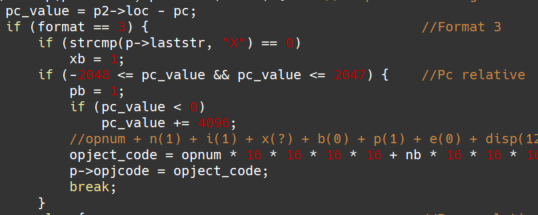 pc_value = p2->loc - pc;
if (format == 3) { //Format 3
if (strcmp(p->laststr, "X") == 0)
xb = 1;
if (-2048 <= pc_value && pc_value <= 2047) { //Pc relative
pb = 1;
if (pc_value < 0)
pc_value += 4096;
//opnum + n(1) + i(1) + x(?) + b(0) + p(1) + e(0) + disp(12
opject_code = opnum * 16 * 16 * 16 * 16 + nb * 16 * 16 * 16
p->opjcode = opject_code;
break;
}